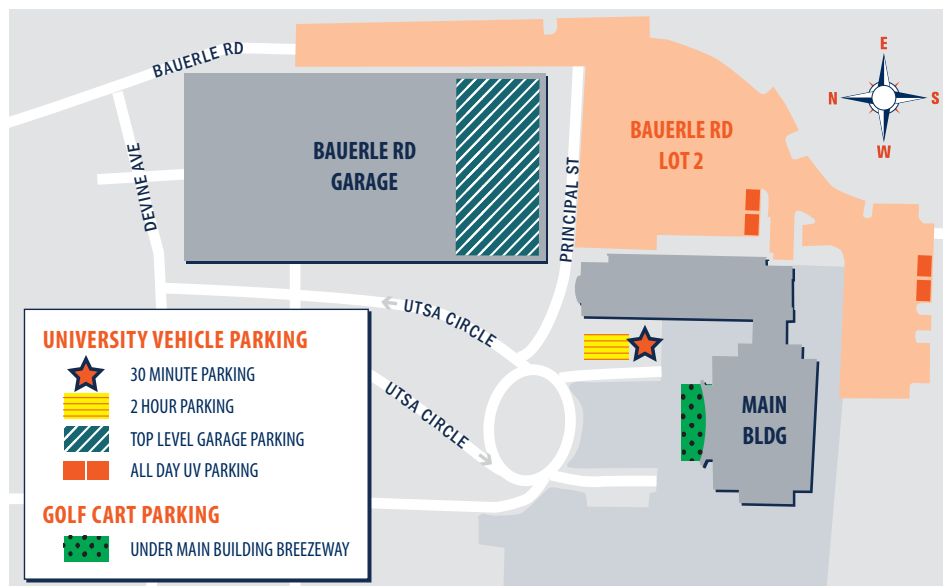 BAUERLE RD
E
N
S
W
BAUERLE RD
LOT 2
BAUERLE RD
GARAGE
DEVINE AVE
PRINCIPAL ST
UTSA CIRCLE
UTSA CIRCLE
MAIN
BLDG
UNIVERSITY VEHICLE PARKING
30 MINUTE PARKING
2 HOUR PARKING
TOP LEVEL GARAGE PARKING
ALL DAY UV PARKING
GOLF CART PARKING
UNDER MAIN BUILDING BREEZEWAY